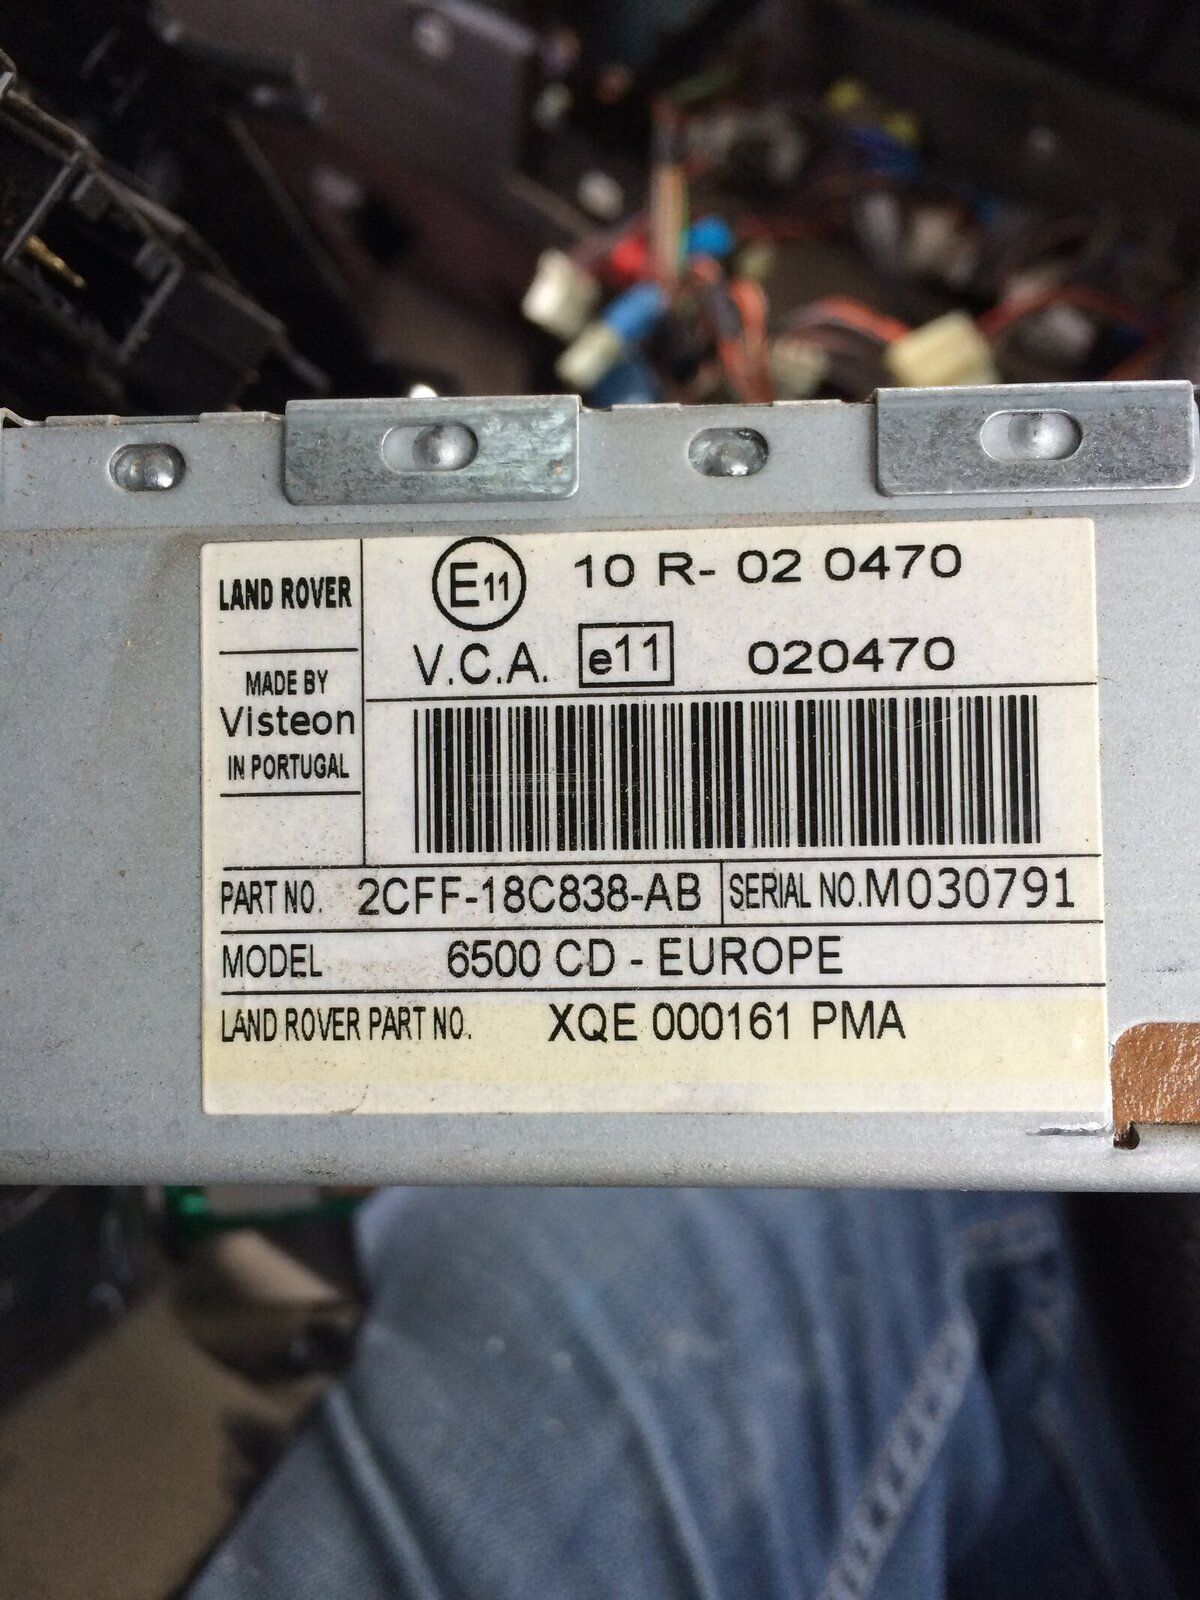 LAND ROVER
E11 10 R- 02 0470
V.C.A. e11 020470
MADE BY
Visteon
IN PORTUGAL
PART NO. 2CFF-18C838-AB SERIAL NO. M030791
MODEL 6500 CD - EUROPE
LAND ROVER PART NO. XQE 000161 PMA